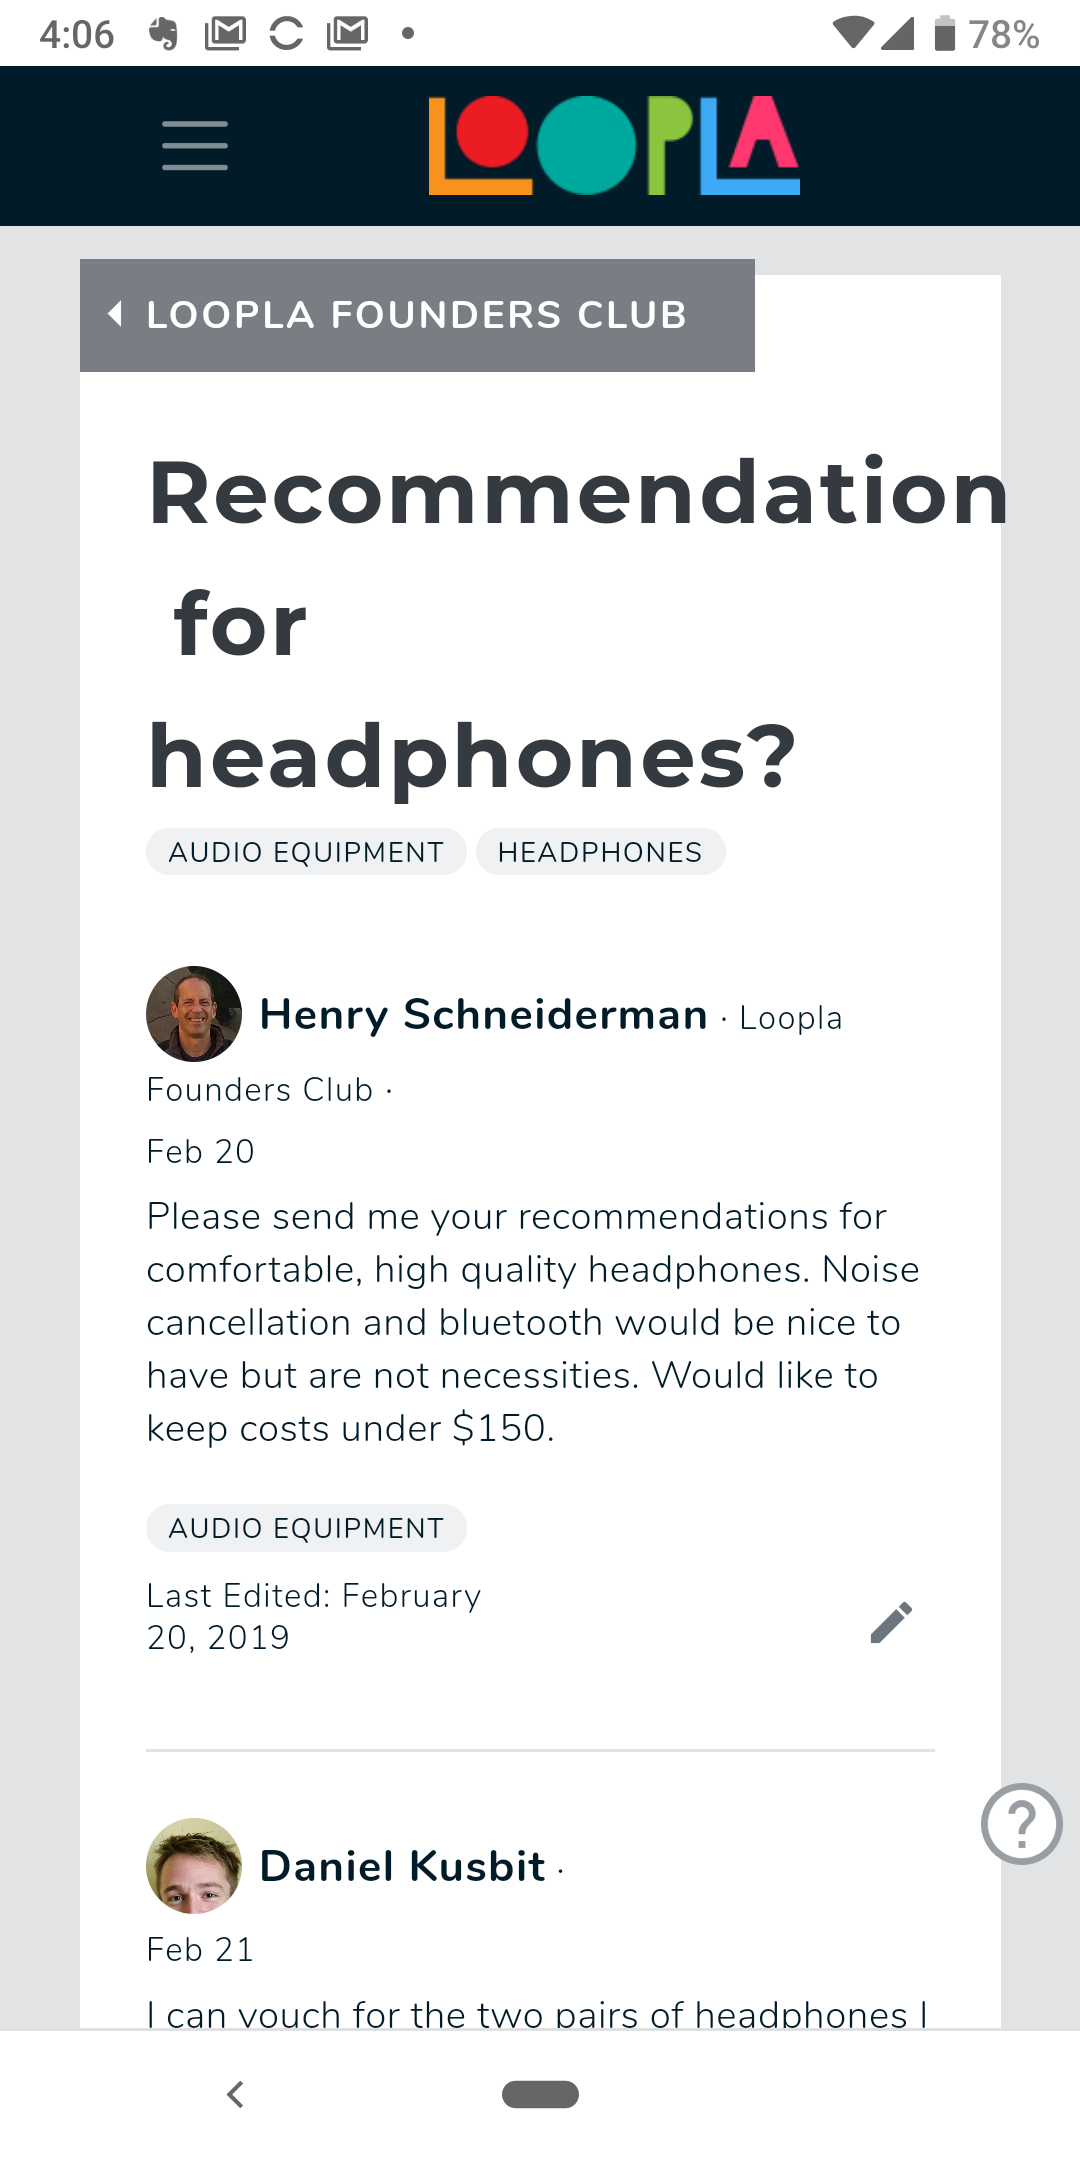 4:06
78%
LOOPLA
LOOPLA FOUNDERS CLUB
Recommendation
for
headphones?
AUDIO EQUIPMENT HEADPHONES
Henry Schneiderman · Loopla
Founders Club ·
Feb 20
Please send me your recommendations for
comfortable, high quality headphones. Noise
cancellation and bluetooth would be nice to
have but are not necessities. Would like to
keep costs under $150.
AUDIO EQUIPMENT
Last Edited: February
20, 2019
?
Daniel Kusbit ·
Feb 21
I can vouch for the two pairs of headphones I